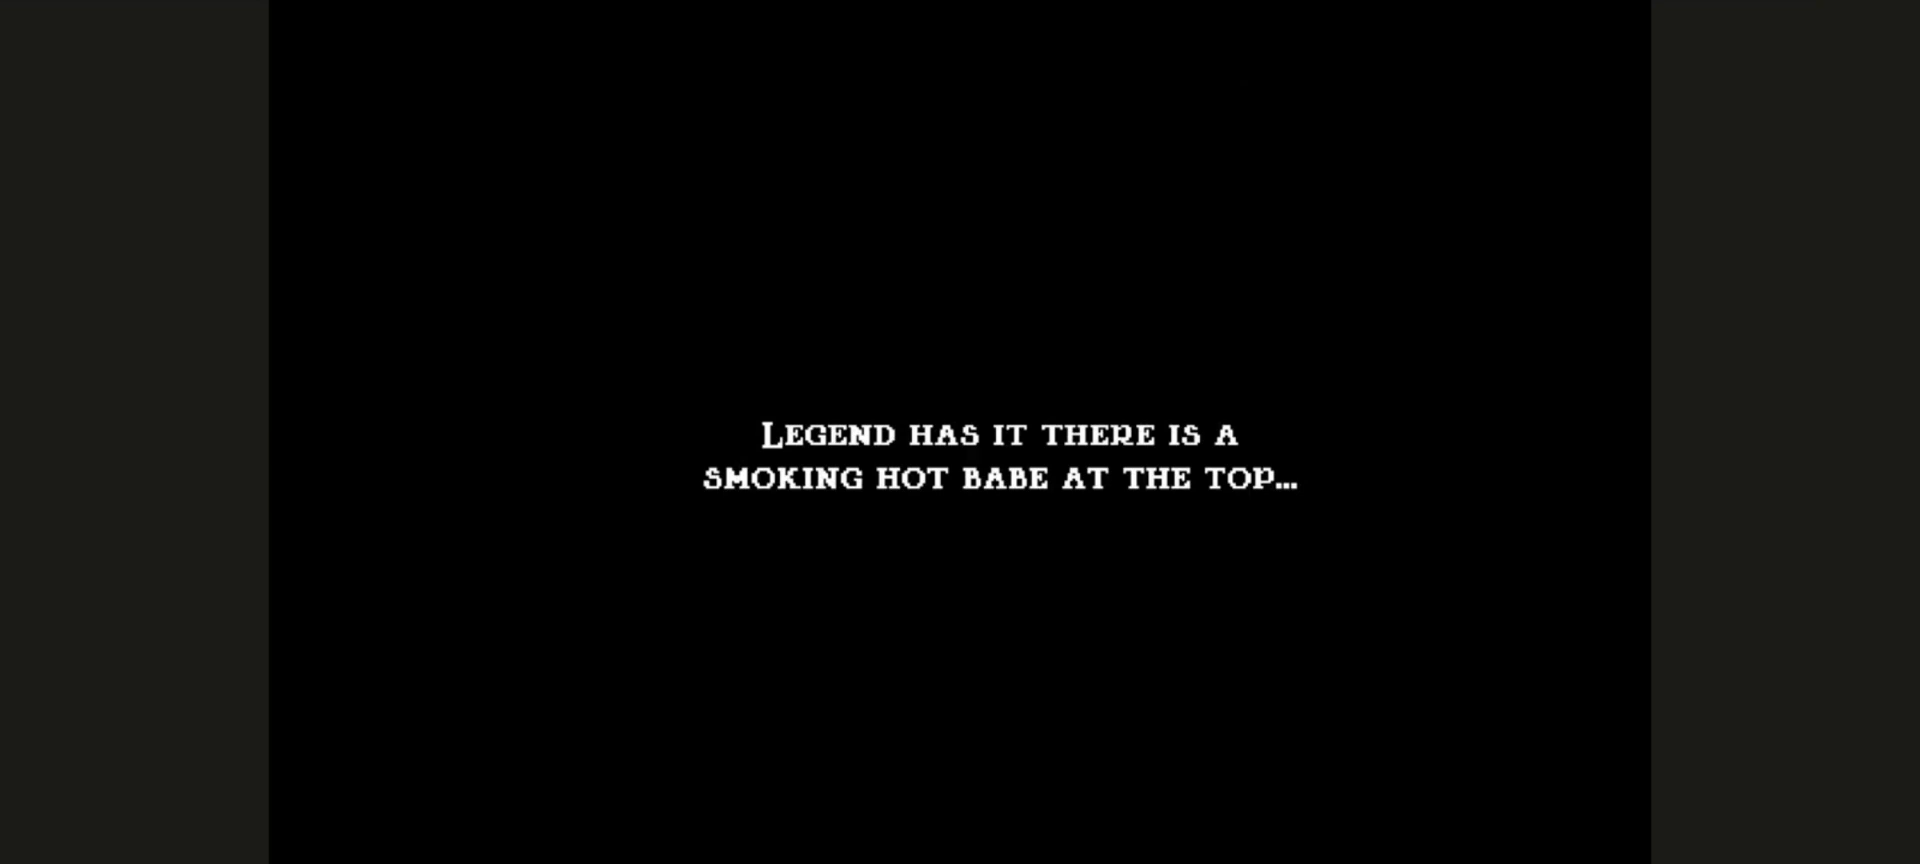 Legend has it there is a
smoking hot babe at the top...